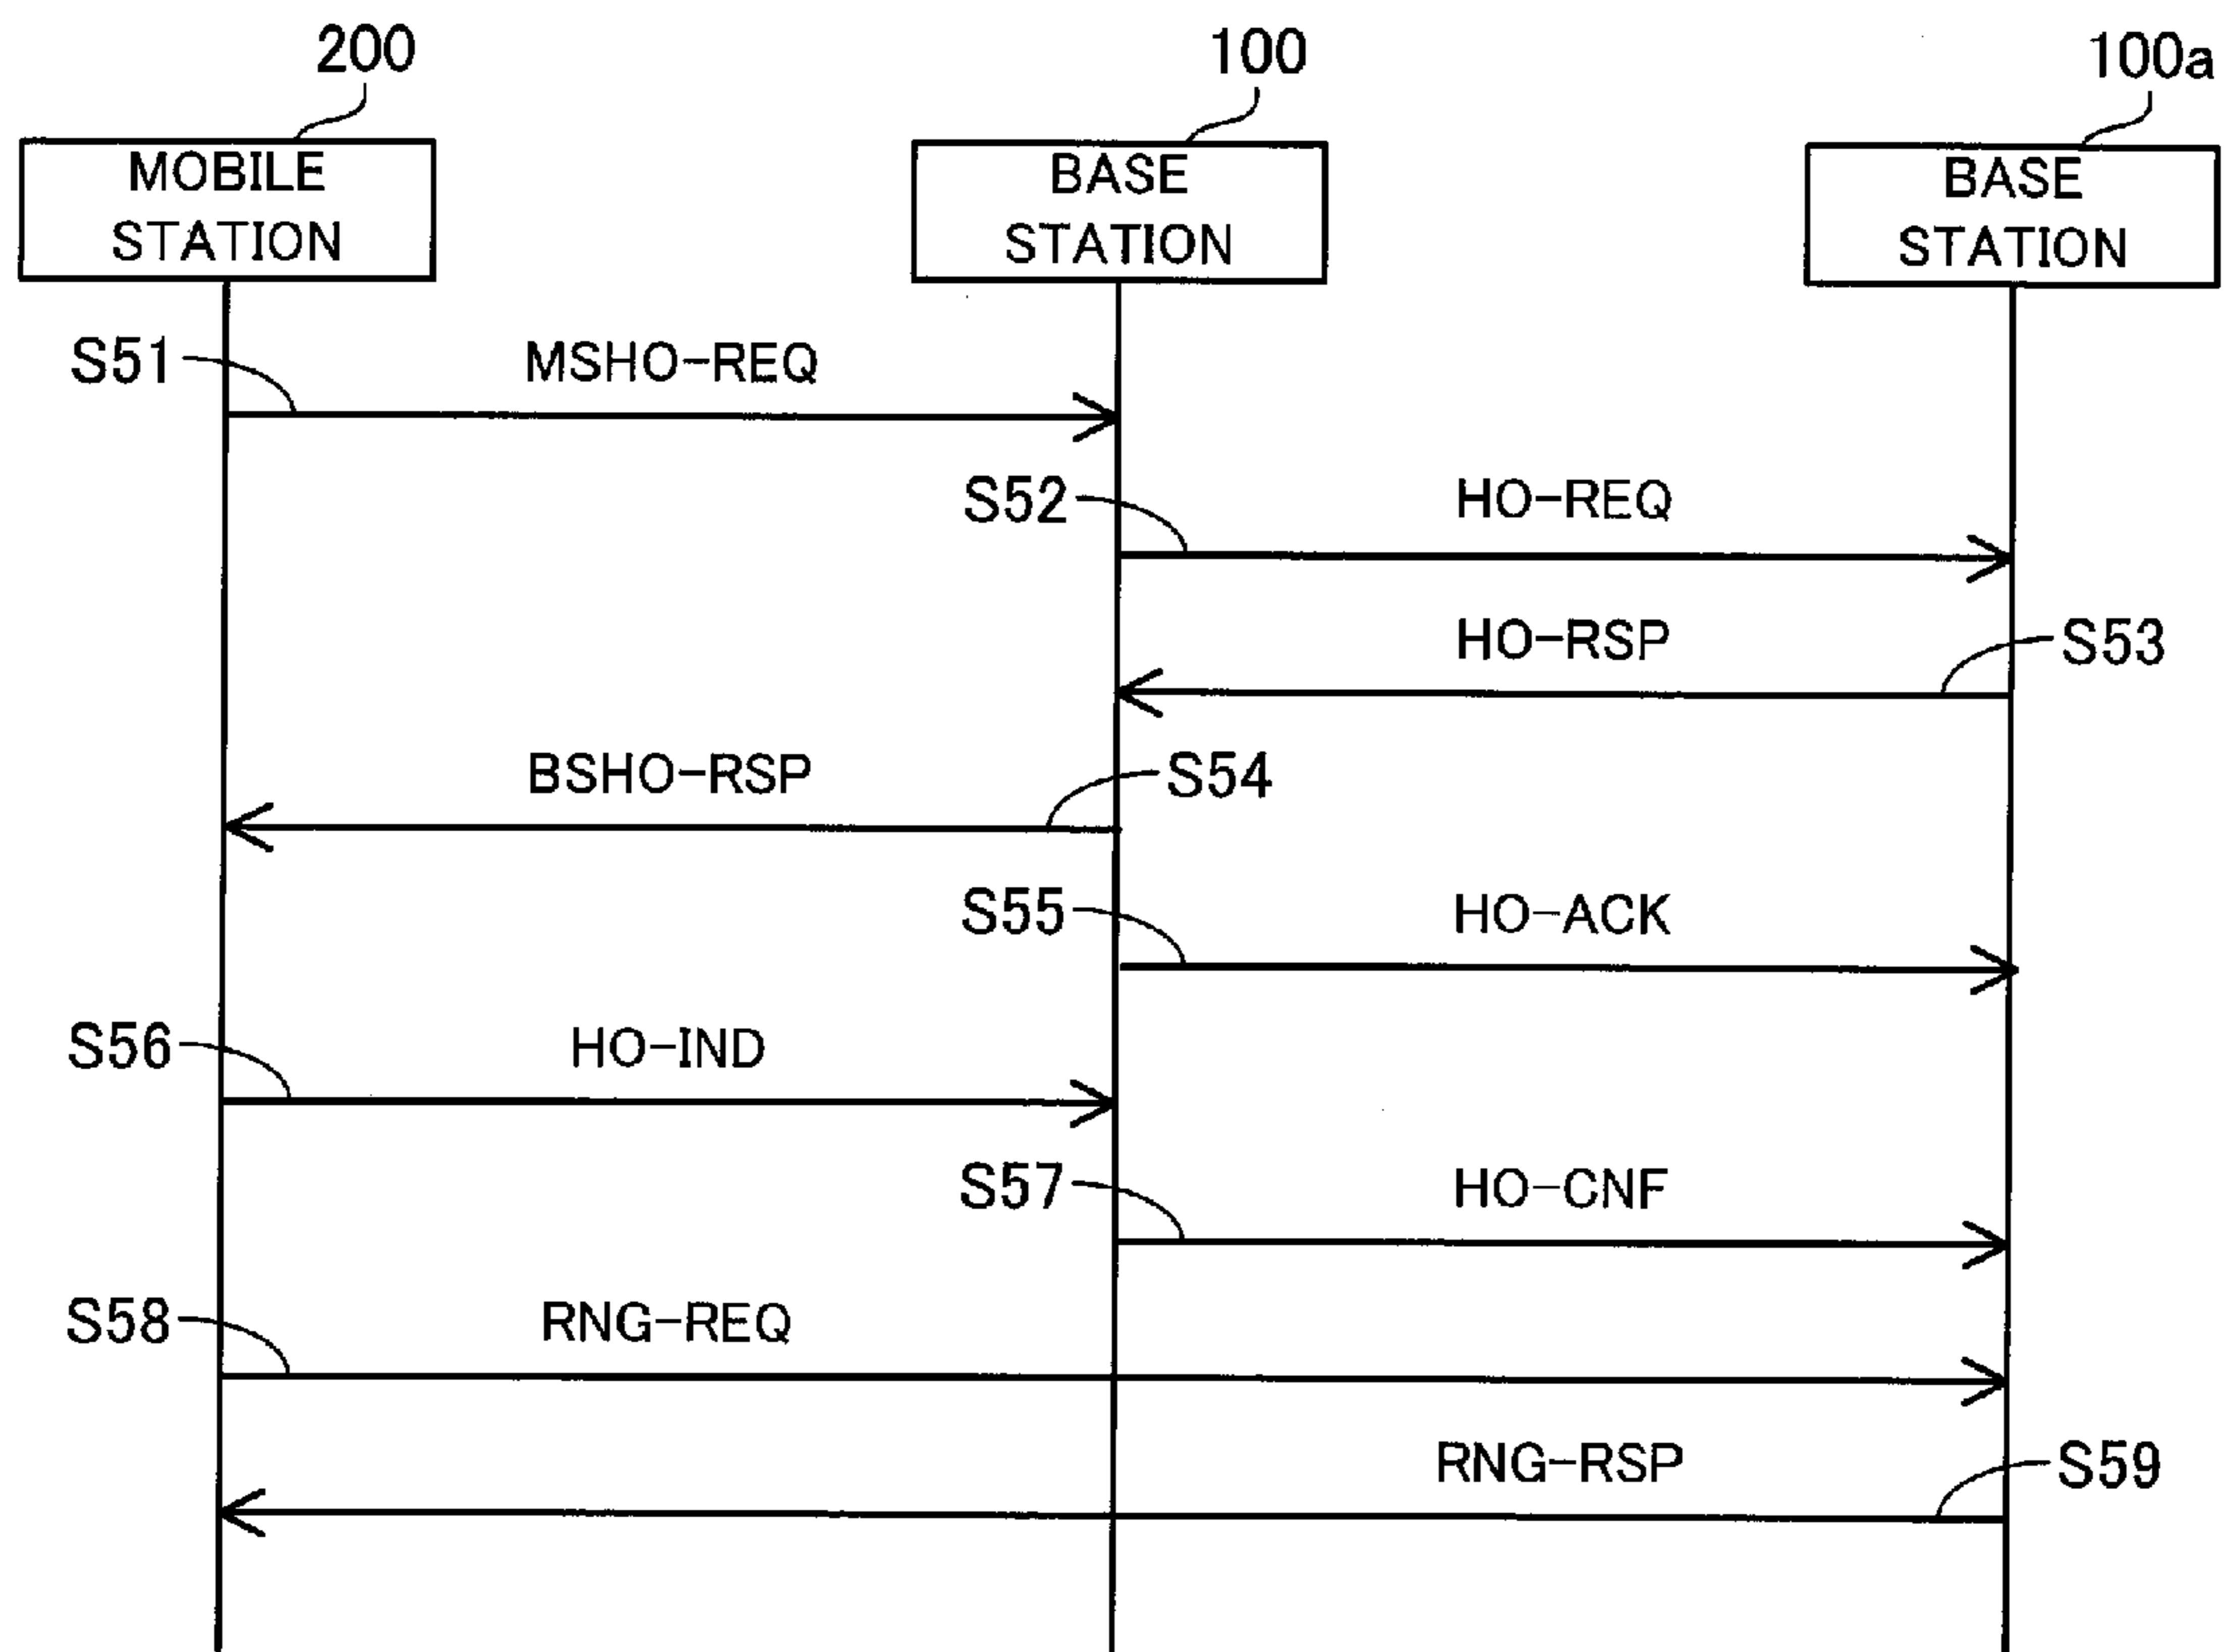 200
100
100a
MOBILE
STATION
BASE
STATION
BASE
STATION
S51
MSHO-REQ
S52
HO-REQ
HO-RSP
S53
BSHO-RSP
S54
S55
HO-ACK
S56
HO-IND
S57
HO-CNF
S58
RNG-REQ
RNG-RSP
S59